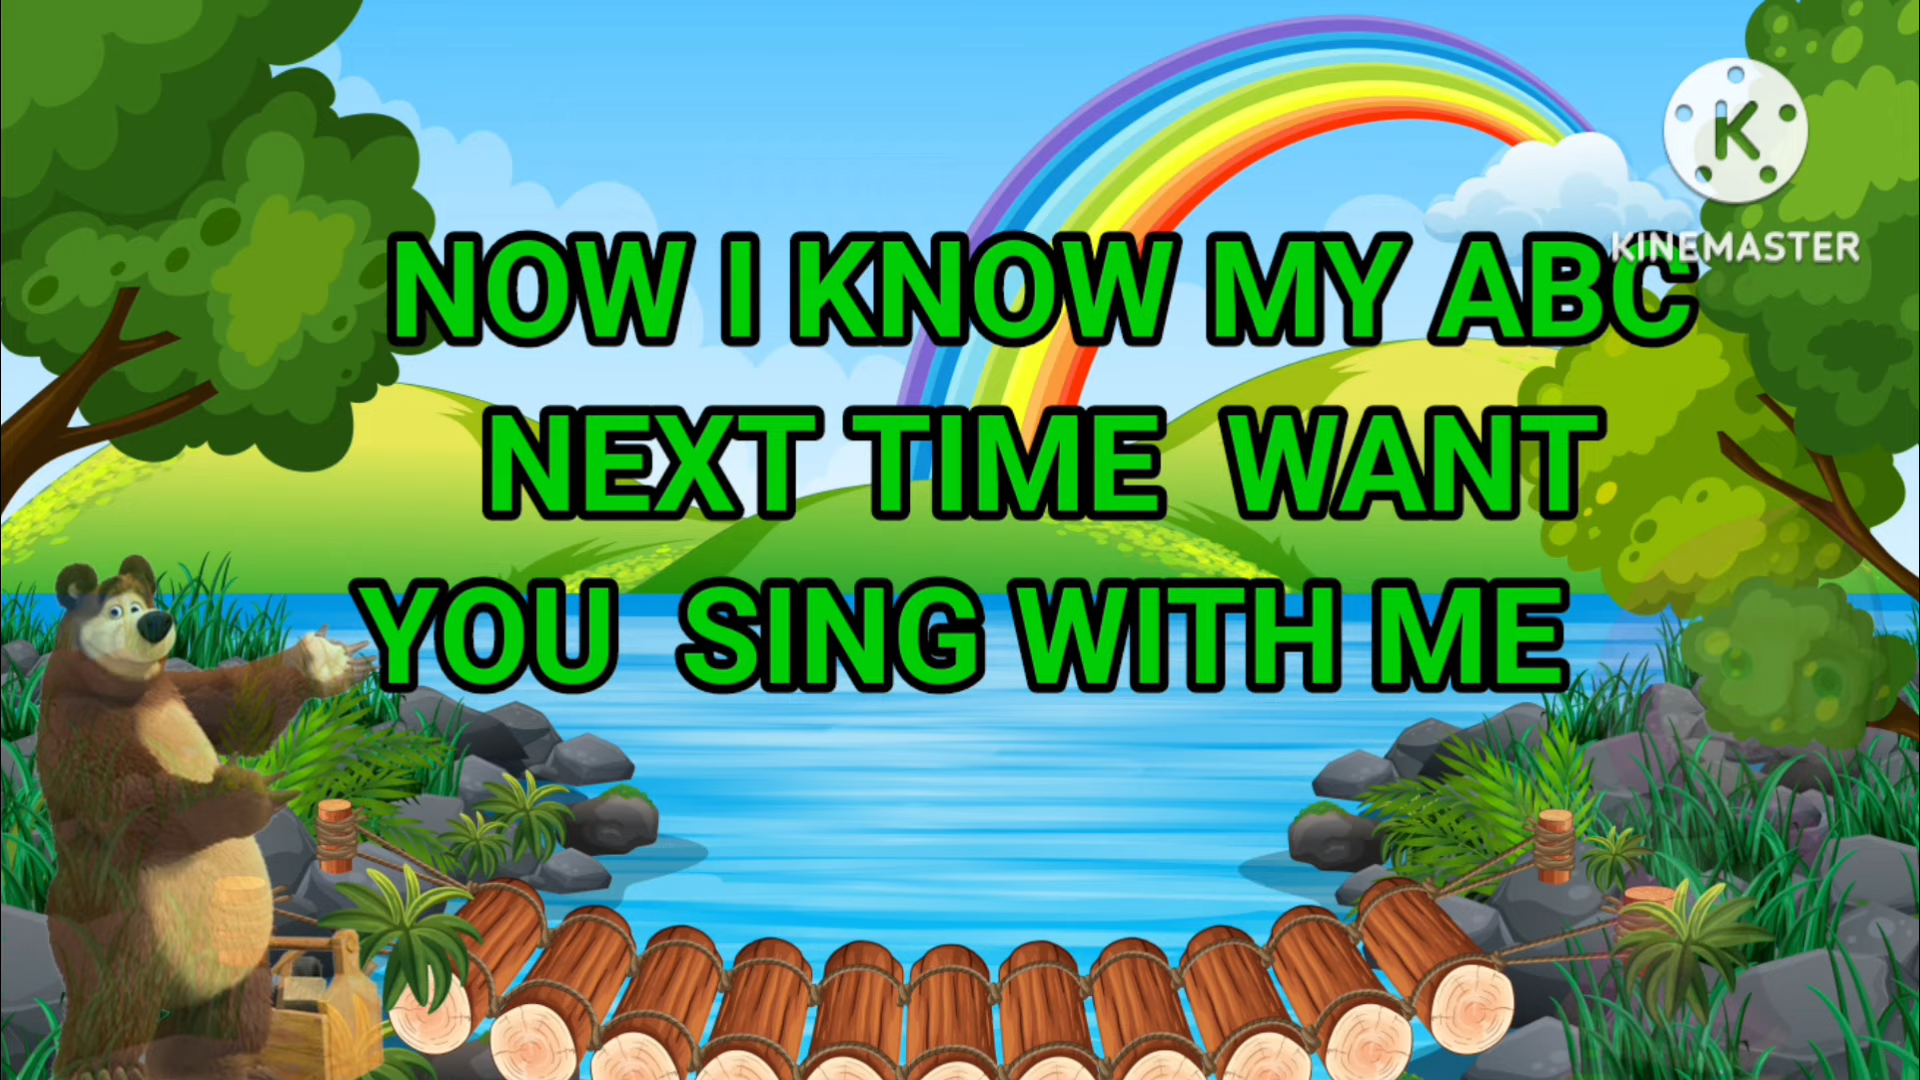 K
KINEMASTER
NOW I KNOW MY ABC
NEXT TIME WANT
YOU SING WITH ME